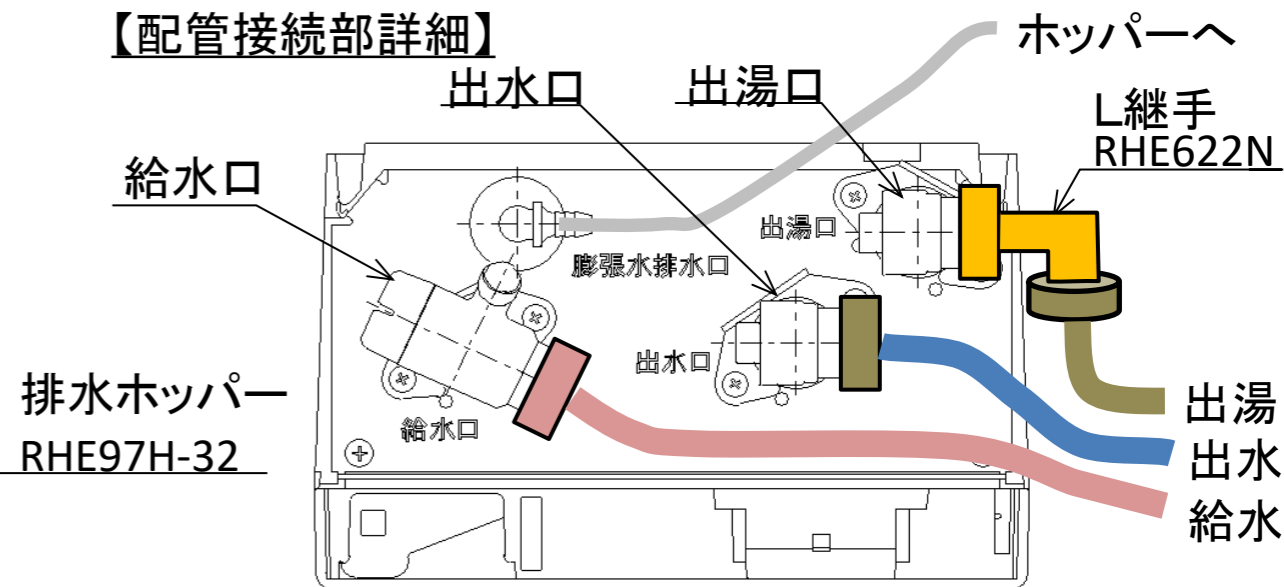 【配管接続部詳細】
ホッパーへ
出水口
出湯口
L継手
RHE622N
給水口
出湯口
膨張水排水口
出水口
給水口
排水ホッパー
RHE97H-32
出湯
出水
給水